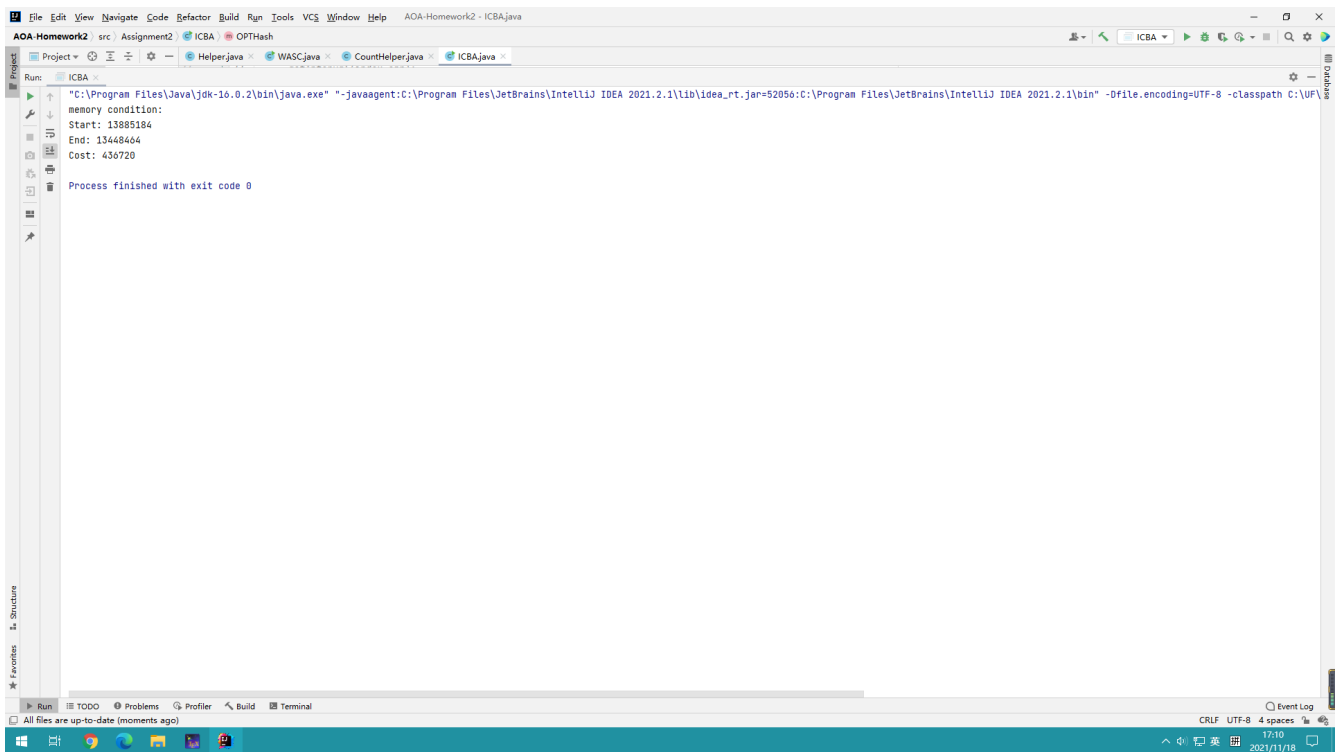 File Edit View Navigate Code Refactor Build Run Tools VCS Window Help AOA-Homework2 - ICBA.java
AOA-Homework2 src Assignment2 ICBA OPTHash ICBA
Project Helper.java WASC.java CountHelper.java ICBA.java
Run: ICBA
"C:\Program Files\Java\jdk-16.0.2\bin\java.exe" "-javaagent:C:\Program Files\JetBrains\IntelliJ IDEA 2021.2.1\lib\idea_rt.jar=52056:C:\Program Files\JetBrains\IntelliJ IDEA 2021.2.1\bin" -Dfile.encoding=UTF-8 -classpath C:\UF\
memory condition:
Start: 13885184
End: 13448464
Cost: 436720
Process finished with exit code 0
Project
Database
Structure
Favorites
Run TODO Problems Profiler Build Terminal Event Log
All files are up-to-date (moments ago) CRLF UTF-8 4 spaces
英 拼 17:10
2021/11/18